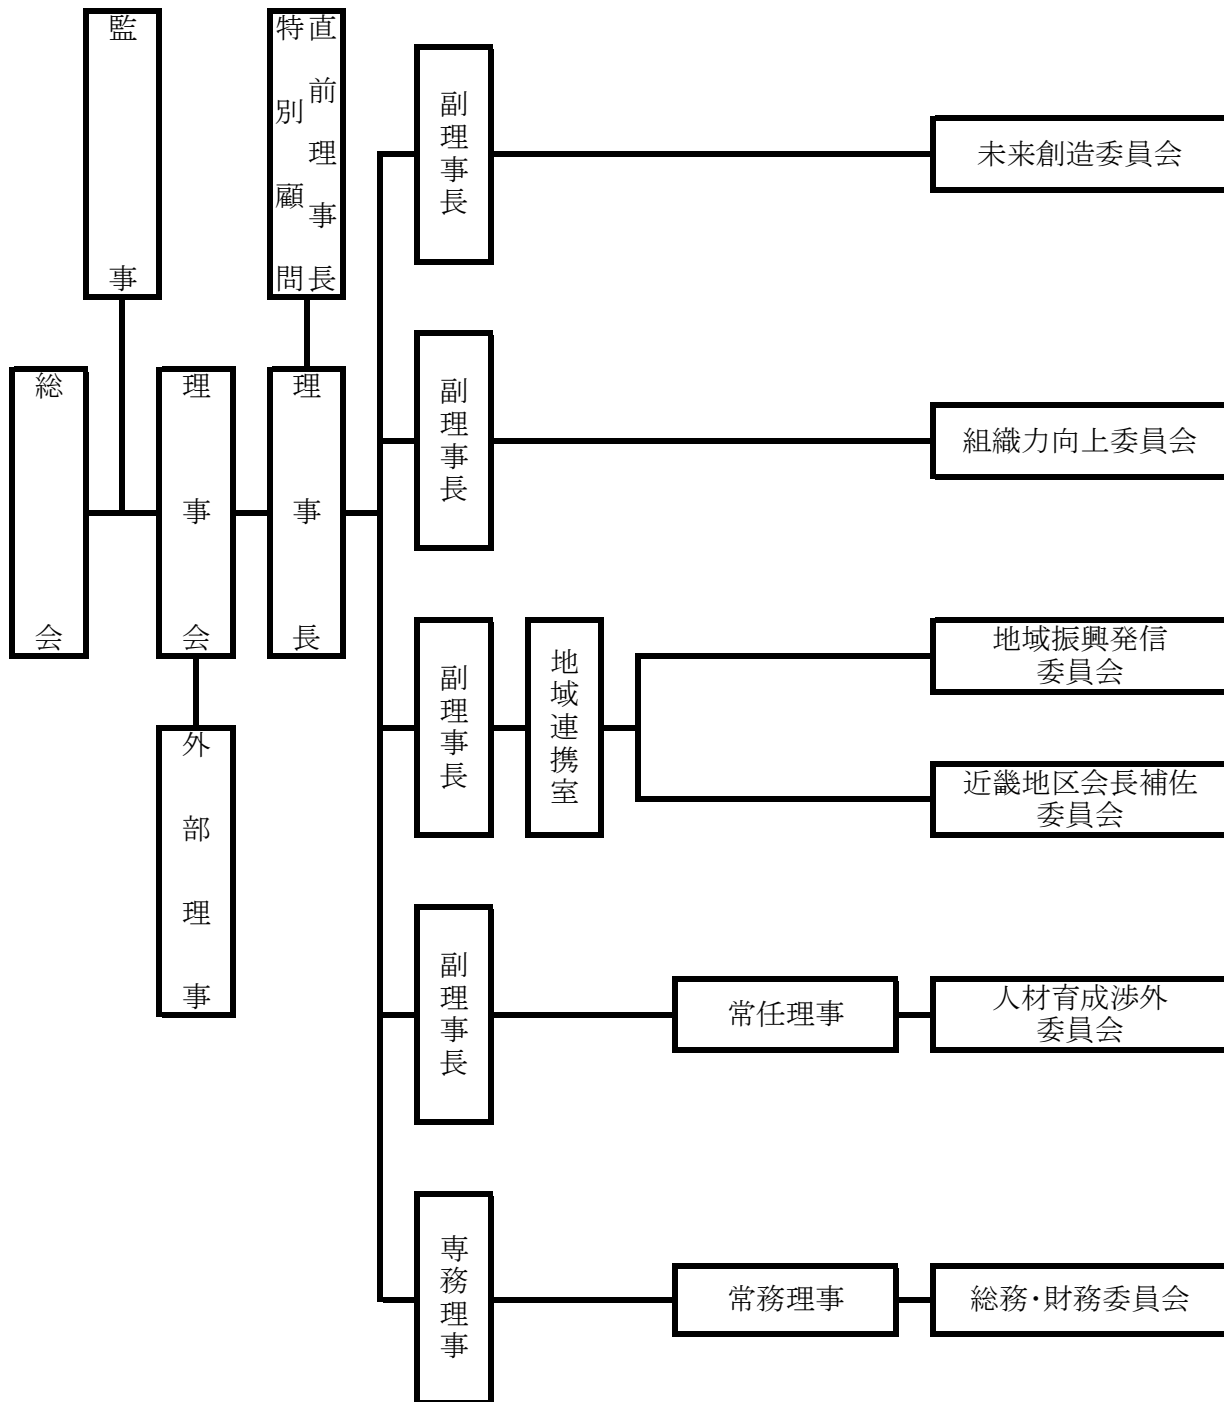 監事
直前理事長
特別顧問
総会
理事会
理事長
外部理事
副理事長
未来創造委員会
副理事長
組織力向上委員会
副理事長
地域連携室
地域振興発信
委員会
近畿地区会長補佐
委員会
副理事長
常任理事
人材育成渉外
委員会
専務理事
常務理事
総務・財務委員会